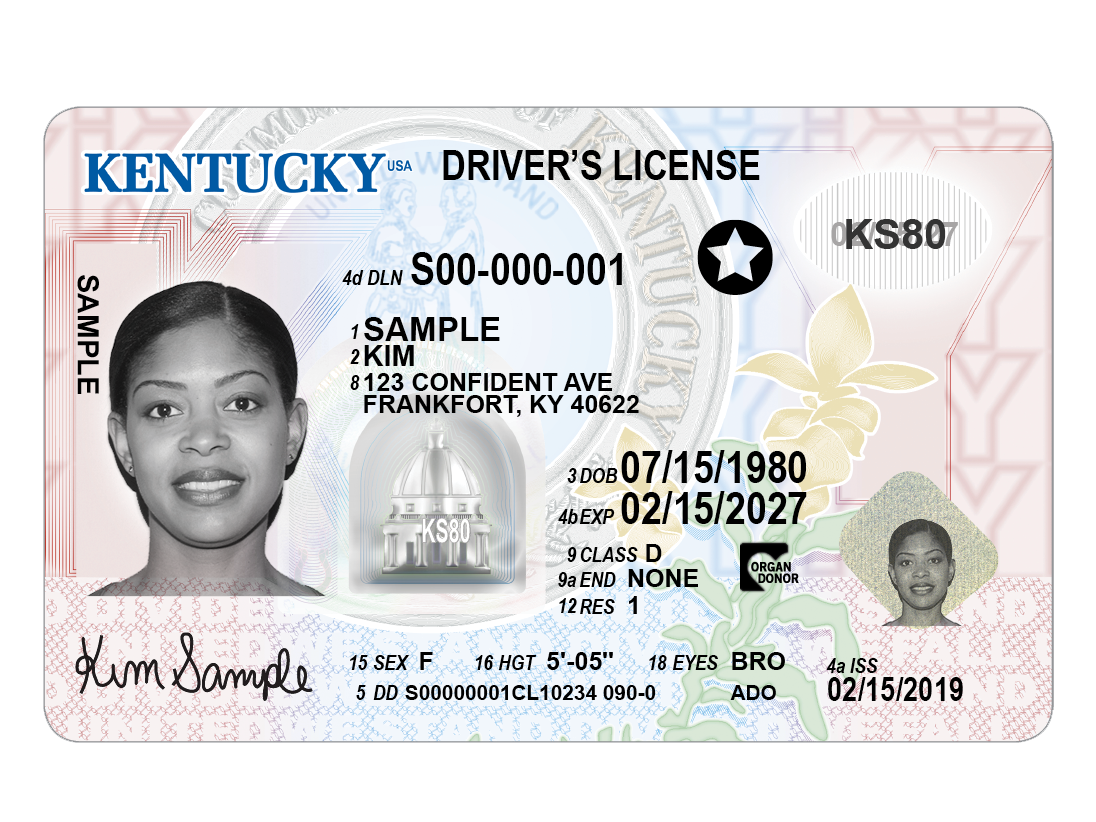 KENTUCKY USA DRIVER'S LICENSE
KS80
SAMPLE
4d DLN S00-000-001
1 SAMPLE
2 KIM
8 123 CONFIDENT AVE
FRANKFORT, KY 40622
KENTUCKY
3 DOB 07/15/1980
4b EXP 02/15/2027
KS80
9 CLASS D
9a END NONE
12 RES 1
ORGAN
DONOR
Kim Sample
15 SEX F 16 HGT 5'-05" 18 EYES BRO
4a ISS
5 DD S00000001CL10234 090-0 ADO
02/15/2019